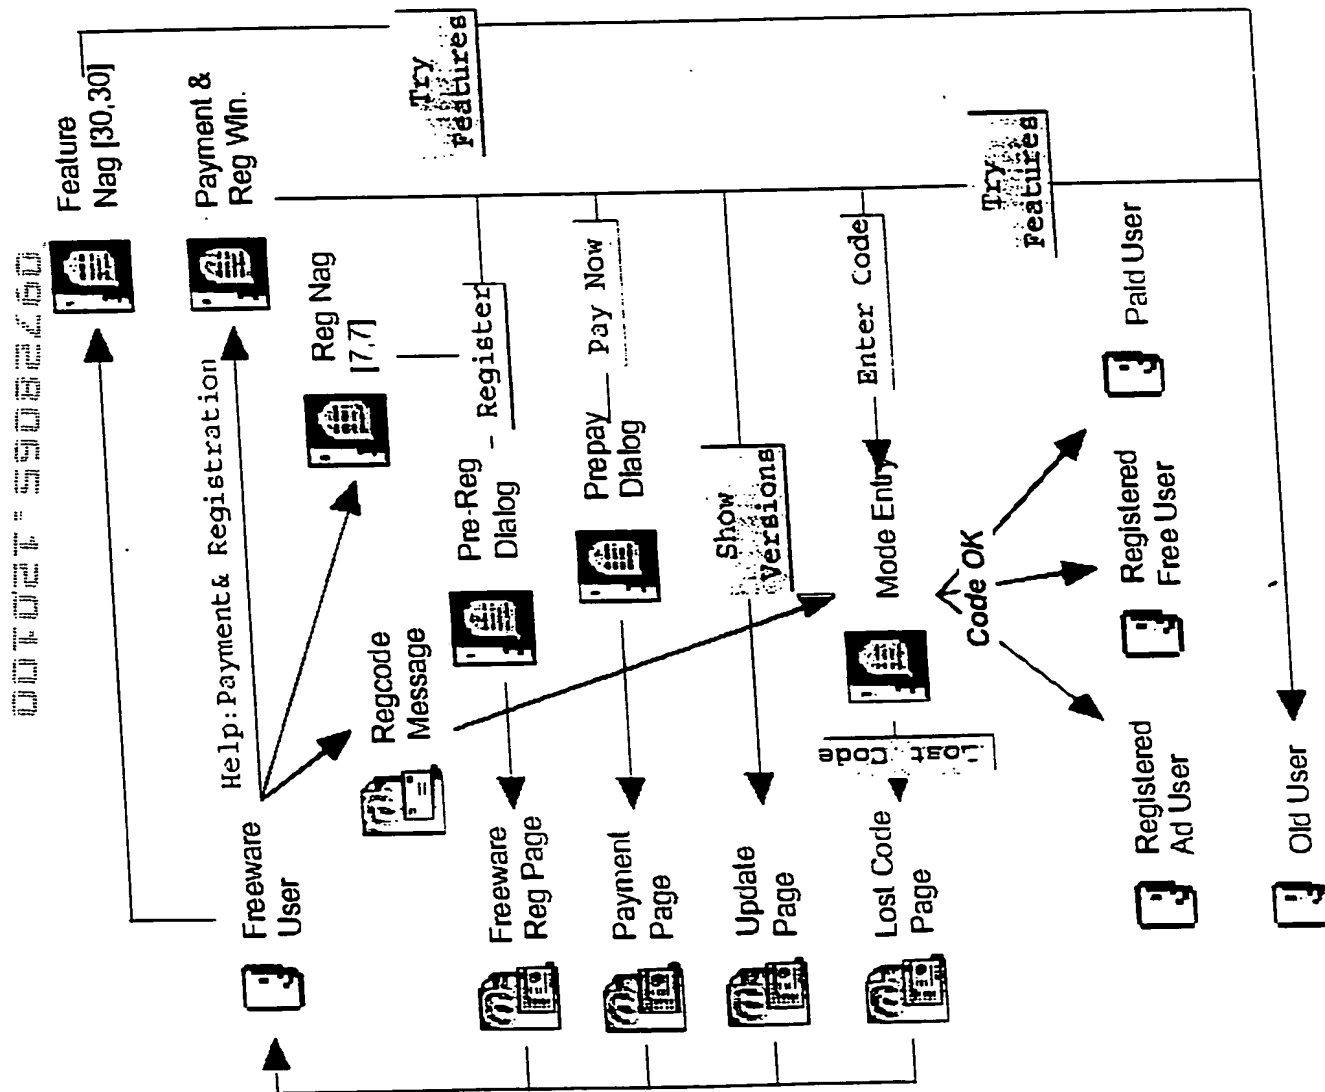 Feature
Nag [30,30]
Payment &
Reg Win.
Try
Features
Help:Payment& Registration
Reg Nag
[7,7]
Register
Pay Now
Enter Code
Try
Features
Pre-Reg
Dialog
Prepay
Dialog
Show
Versions
Mode Entry
Code OK
Paid User
Registered
Free User
Regcode
Message
Lost Code
Freeware
User
Freeware
Reg Page
Payment
Page
Update
Page
Lost Code
Page
Registered
Ad User
Old User